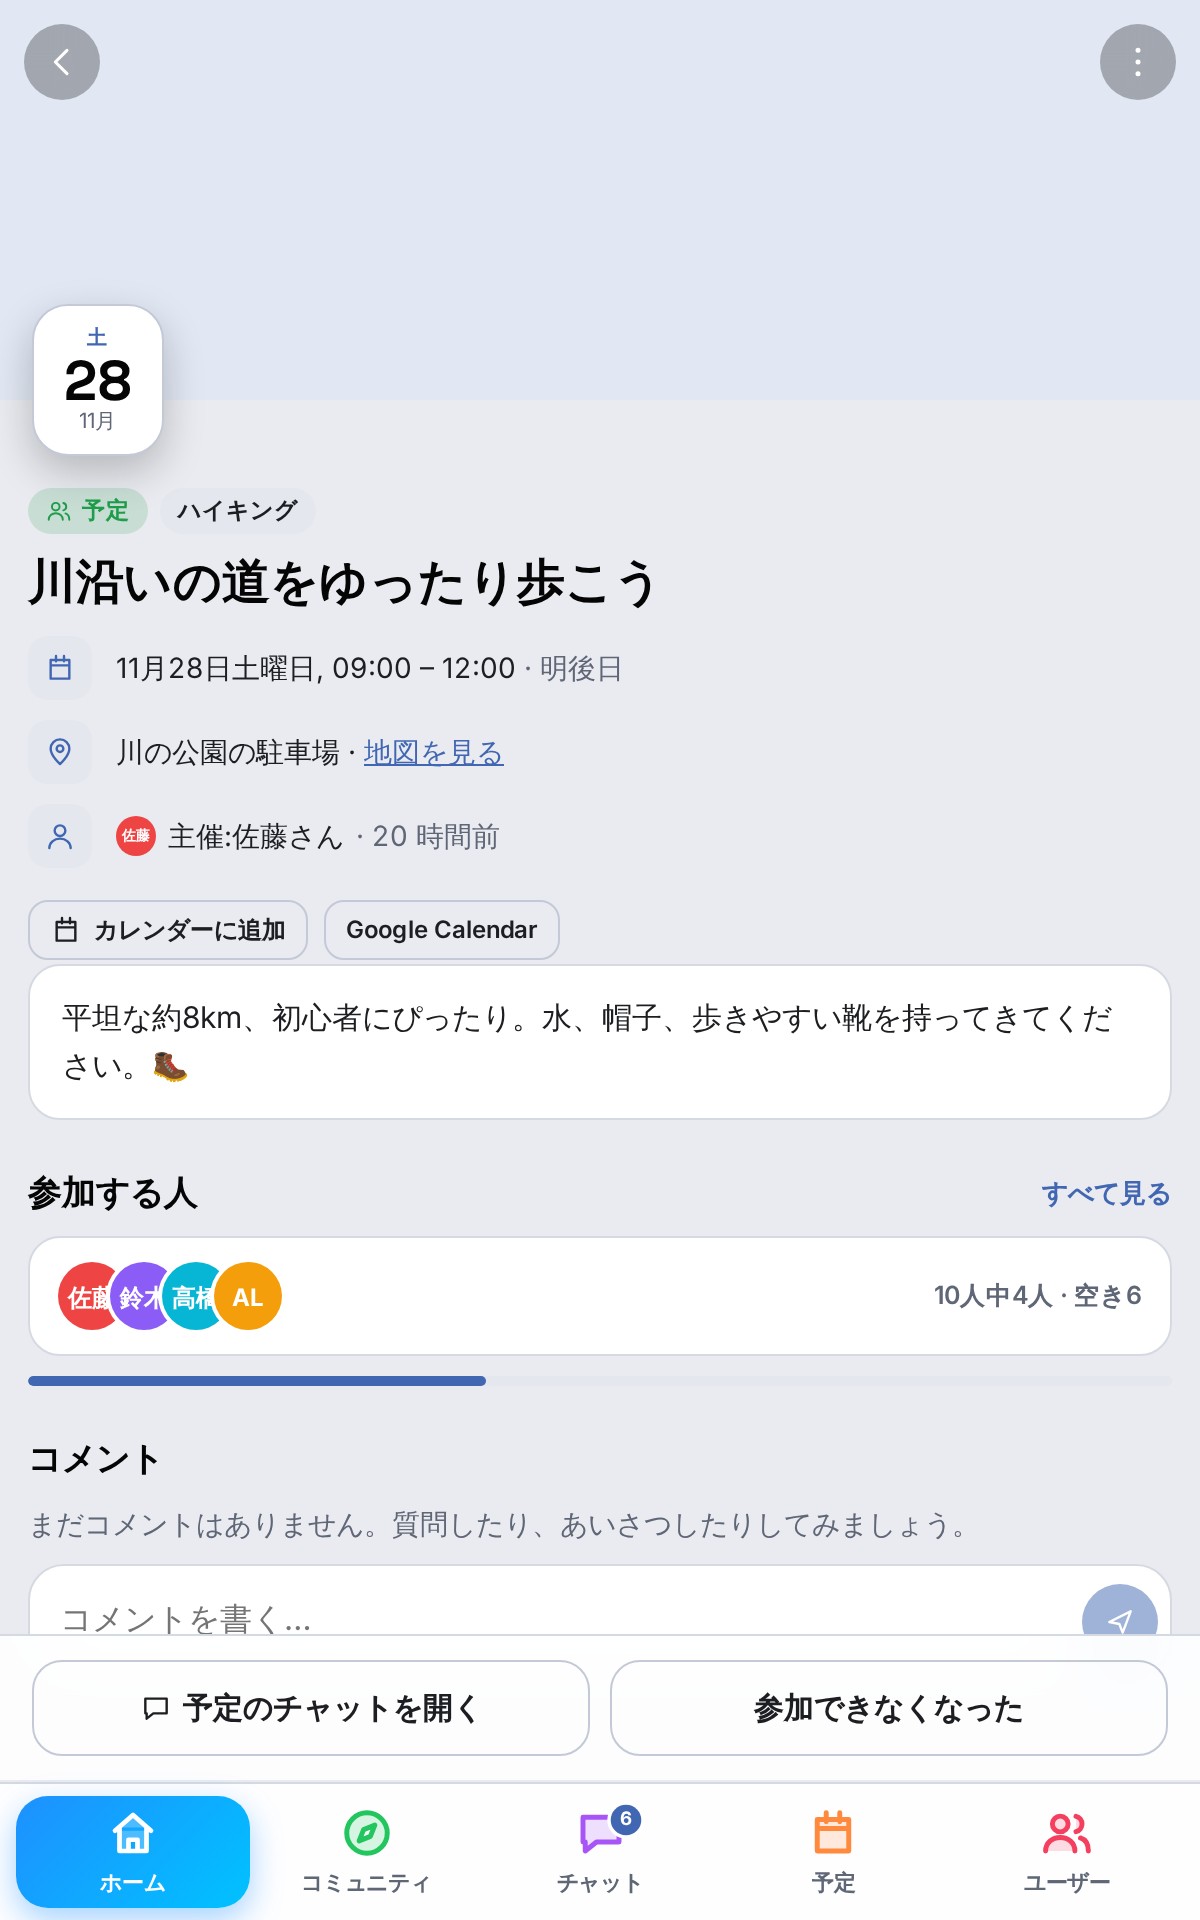 土
28
11月
予定
ハイキング
川沿いの道をゆったり歩こう
11月28日土曜日, 09:00 – 12:00 · 明後日
川の公園の駐車場 · 地図を見る
佐藤 主催:佐藤さん · 20 時間前
カレンダーに追加
Google Calendar
平坦な約8km、初心者にぴったり。水、帽子、歩きやすい靴を持ってきてくだ
さい。🥾
参加する人
すべて見る
佐藤 鈴木 高橋 AL
10人中4人 · 空き6
コメント
まだコメントはありません。質問したり、あいさつしたりしてみましょう。
コメントを書く…
予定のチャットを開く
参加できなくなった
6
ホーム
コミュニティ
チャット
予定
ユーザー